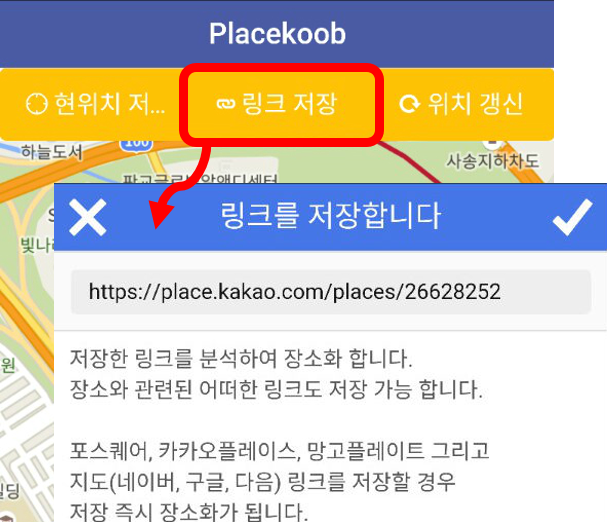 Placekoob
현위치 저... 링크 저장 위치 갱신
하늘도서 100 사송지하차도
링크를 저장합니다
빛나
https://place.kakao.com/places/26628252
원
저장한 링크를 분석하여 장소화 합니다.
장소와 관련된 어떠한 링크도 저장 가능 합니다.
포스퀘어, 카카오플레이스, 망고플레이트 그리고
지도(네이버, 구글, 다음) 링크를 저장할 경우
빌딩
저장 즉시 장소화가 됩니다.